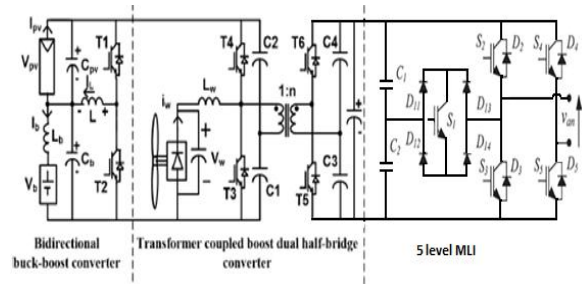 Ipv
T1
T4
C2
T6
C4
Vpv
Cpv
Lw
1:n
C1
S2
D2
S4
D4
iL
L
iw
D11
D13
S1
Ib
Lb
Vw
C2
D12
D14
van
Vb
Cb
T2
T3
C1
C3
T5
S3
D3
S5
D5
Bidirectional
buck-boost converter
Transformer coupled boost dual half-bridge
converter
5 level MLI